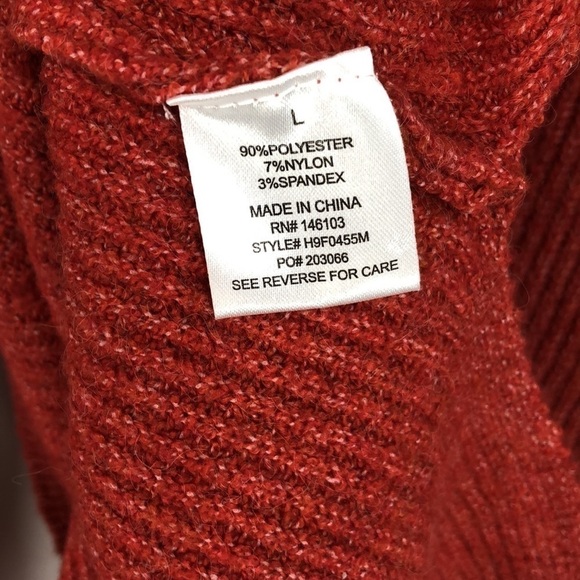 L
90%POLYESTER
7%NYLON
3%SPANDEX
MADE IN CHINA
RN# 146103
STYLE# H9F0455M
PO# 203066
SEE REVERSE FOR CARE